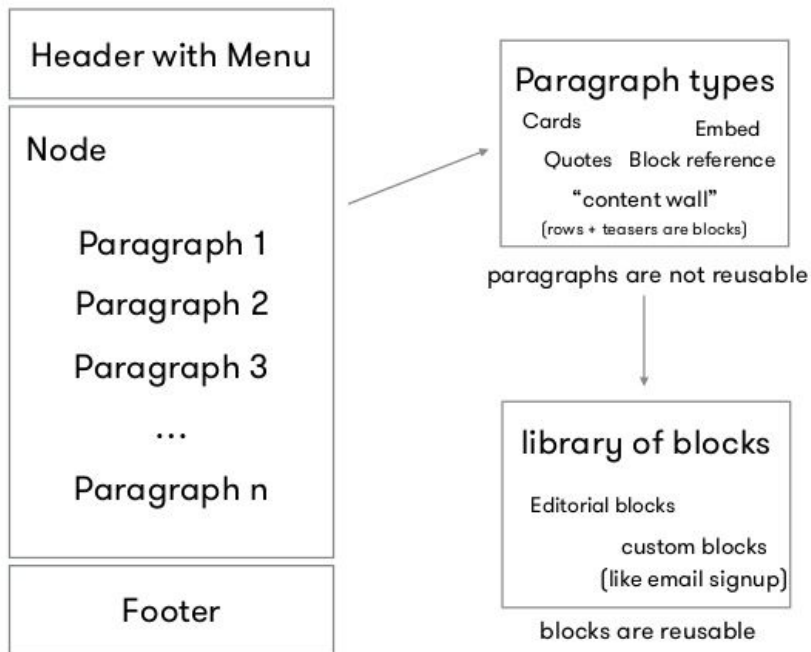 Header with Menu
Node
Paragraph 1
Paragraph 2
Paragraph 3
...
Paragraph n
Footer
Paragraph types
Cards
Embed
Quotes
Block reference
“content wall”
(rows + teasers are blocks)
paragraphs are not reusable
library of blocks
Editorial blocks
custom blocks
(like email signup)
blocks are reusable